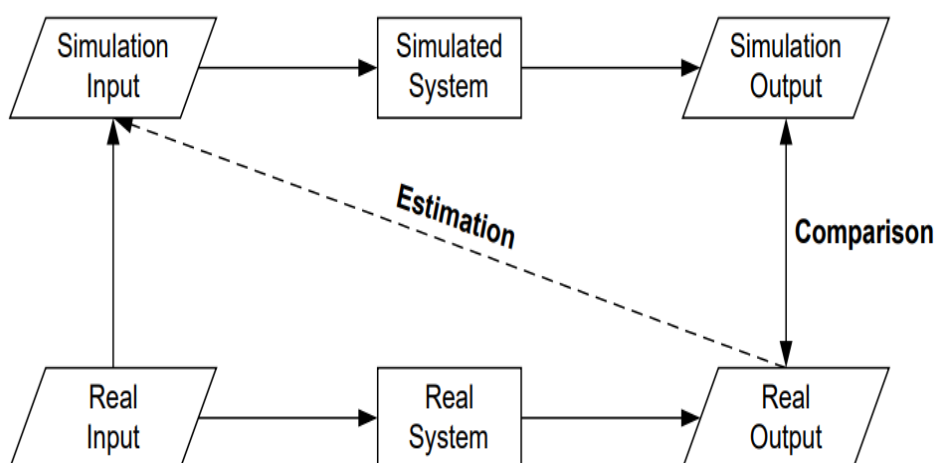 Simulation
Input
Simulated
System
Simulation
Output
Estimation
Comparison
Real
Input
Real
System
Real
Output